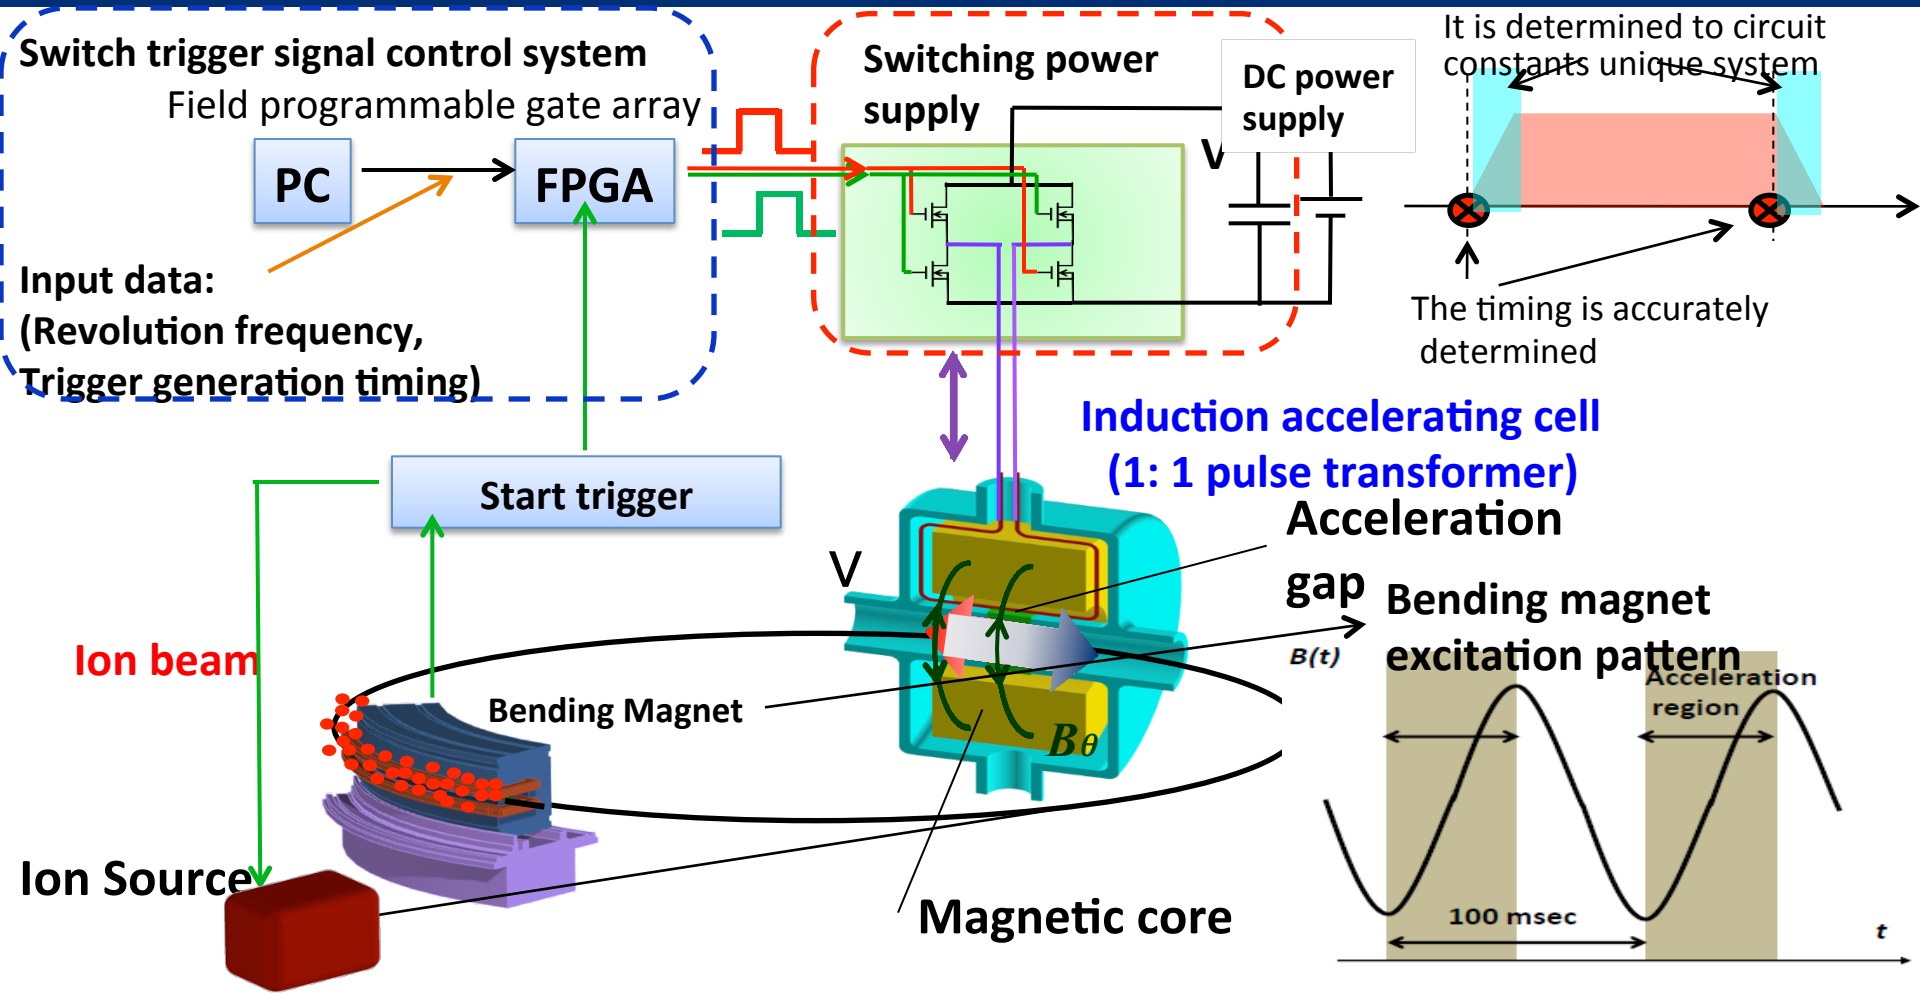 Switch trigger signal control system
Field programmable gate array
PC
FPGA
Input data:
(Revolution frequency,
Trigger generation timing)
Switching power
supply
DC power
supply
V
It is determined to circuit
constants unique system
The timing is accurately
determined
Start trigger
Induction accelerating cell
(1: 1 pulse transformer)
Acceleration
gap
V
Ion beam
Bending Magnet
Bθ
Ion Source
Magnetic core
Bending magnet
excitation pattern
B(t)
Acceleration
region
100 msec
t